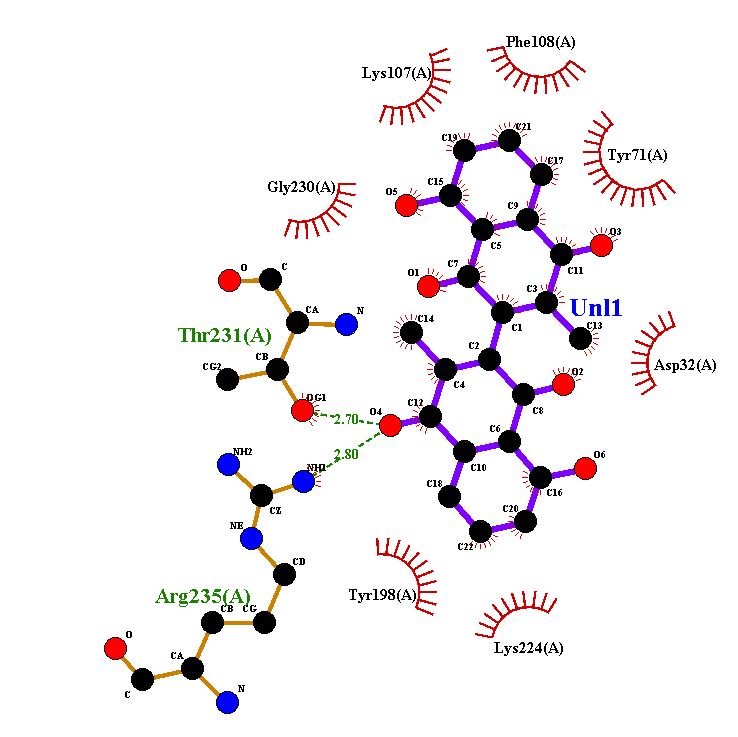 Phe108(A)
Lys107(A)
C21
C19
Tyr71(A)
C17
Gly230(A)
C15
O5
C9
O3
C5
C11
O
C
C7
O1
C3
Unl1
CA
N
C14
C1
C13
Thr231(A)
C2
CB
CG2
C4
O2
Asp32(A)
C8
OG1
C12
O4
2.70
C6
NH2
2.80
C10
O6
NH1
C16
CZ
C18
C20
NE
C22
CD
Arg235(A)
Tyr198(A)
CB
CG
O
Lys224(A)
CA
C
N